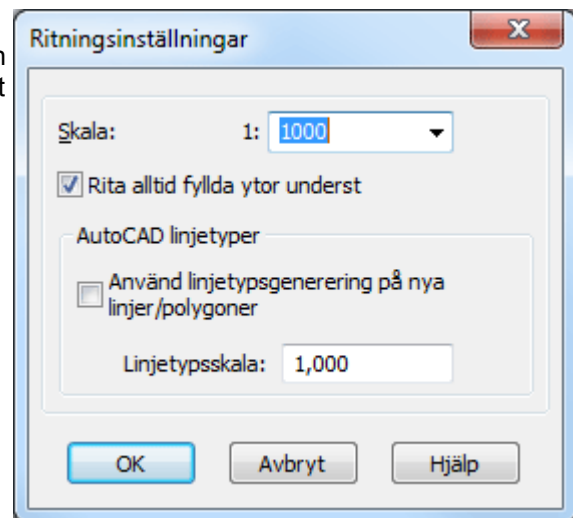 Ritningsinställningar
n
t
Skala: 1: 1000
Rita alltid fyllda ytor underst
AutoCAD linjetyper
Använd linjetypsgenerering på nya
linjer/polygoner
Linjetypsskala: 1,000
OK Avbryt Hjälp